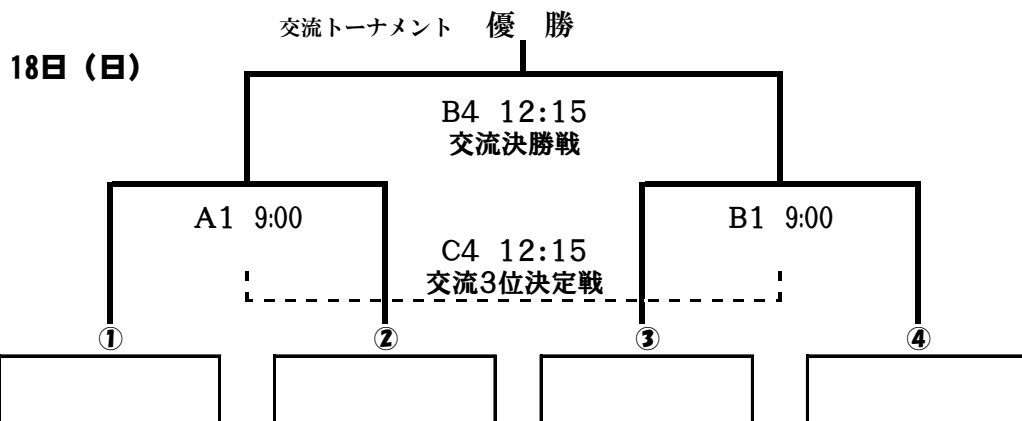 交流トーナメント 優 勝
18日（日）
B4 12:15
交流決勝戦
A1 9:00
B1 9:00
C4 12:15
交流3位決定戦
① ② ③ ④